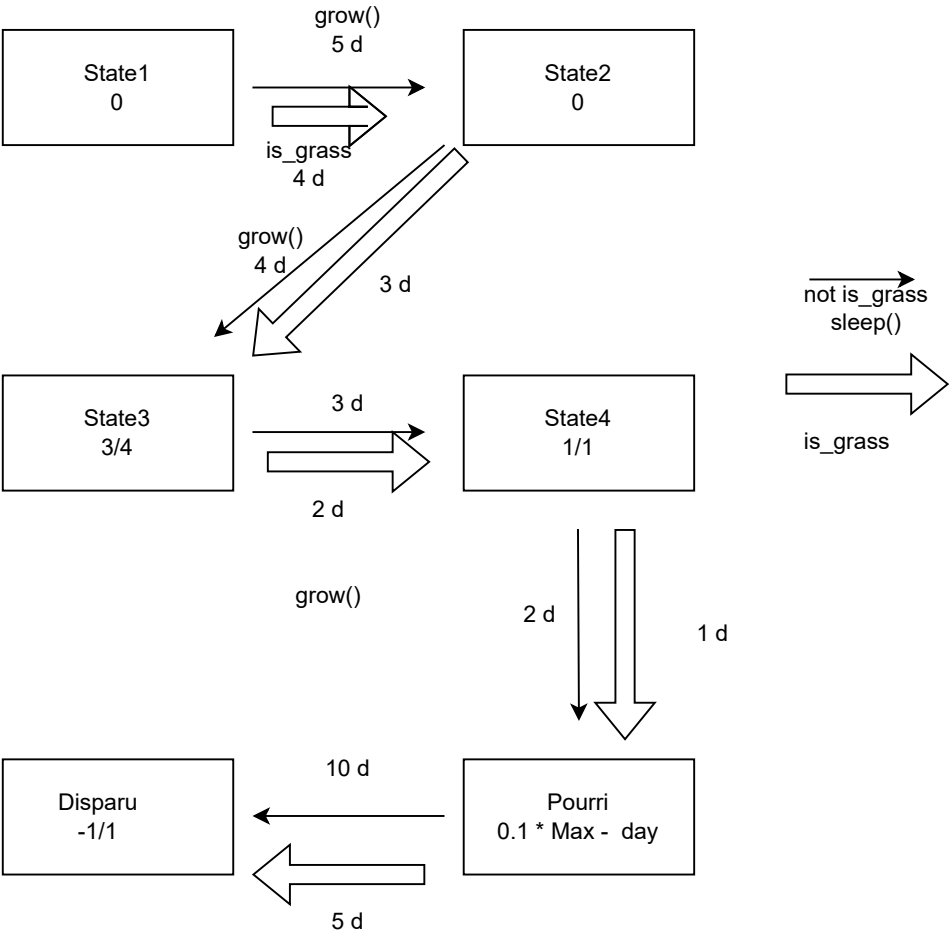 grow()
5 d
State1
0
State2
0
is_grass
4 d
grow()
4 d
3 d
not is_grass
sleep()
is_grass
State3
3/4
3 d
2 d
State4
1/1
grow()
2 d
1 d
10 d
Disparu
-1/1
Pourri
0.1 * Max -  day
5 d